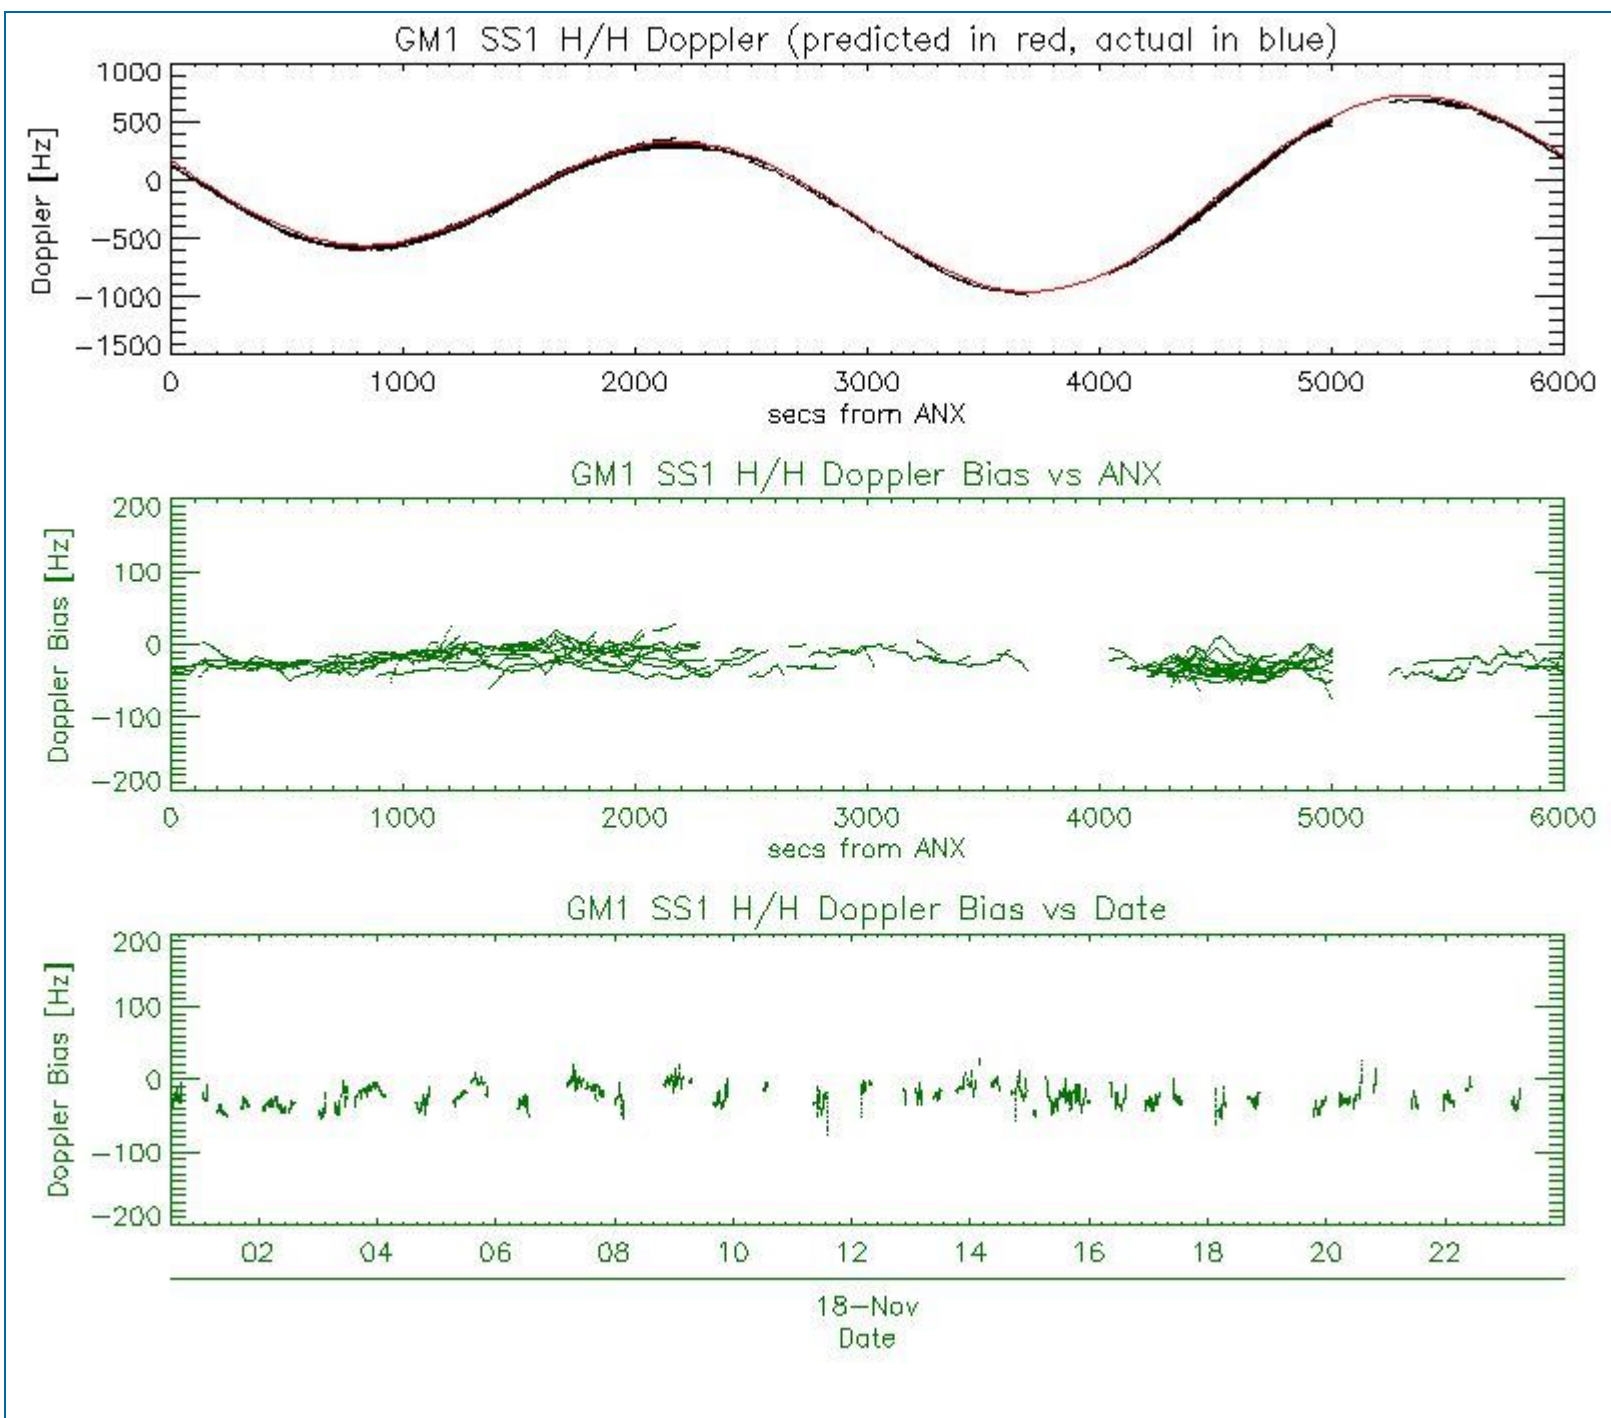 GM1 SS1 H/H Doppler (predicted in red, actual in blue)
1000
500
0
−500
−1000
−1500
Doppler [Hz]
0 1000 2000 3000 4000 5000 6000
secs from ANX
GM1 SS1 H/H Doppler Bias vs ANX
200
100
0
−100
−200
Doppler Bias [Hz]
0 1000 2000 3000 4000 5000 6000
secs from ANX
GM1 SS1 H/H Doppler Bias vs Date
200
100
0
−100
−200
Doppler Bias [Hz]
02 04 06 08 10 12 14 16 18 20 22
18−Nov
Date